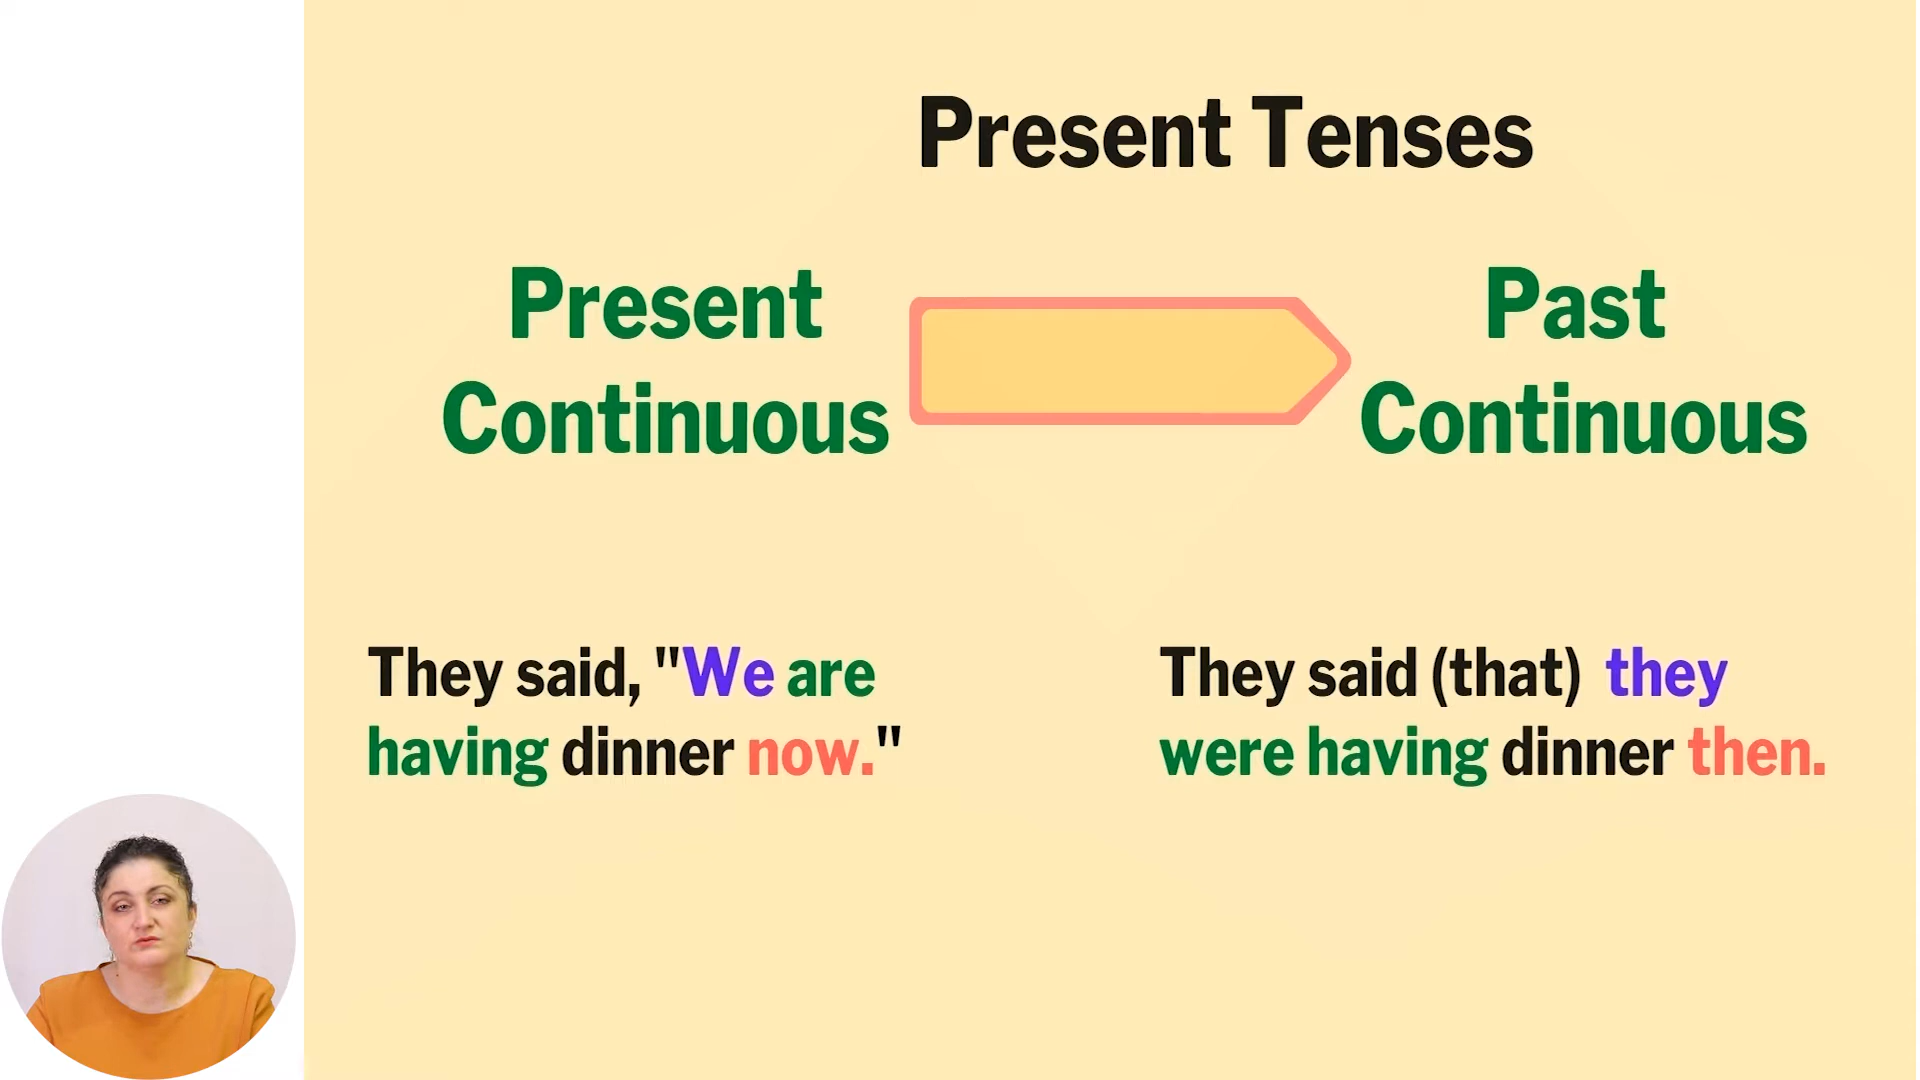 Present Tenses
Present
Continuous
Past
Continuous
They said, "We are
having dinner now."
They said (that) they
were having dinner then.